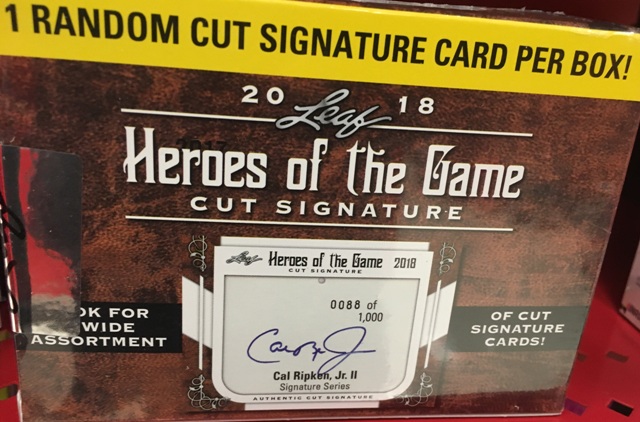 1 RANDOM CUT SIGNATURE CARD PER BOX!
20 Leaf 18
Heroes of the Game
CUT SIGNATURE
Leaf Heroes of the Game 2018
CUT SIGNATURE
0088 of
1,000
Cal Ripken, Jr. II
Signature Series
AUTHENTIC CUT SIGNATURE
FOR
WIDE
ASSORTMENT
OF CUT
SIGNATURE
CARDS!